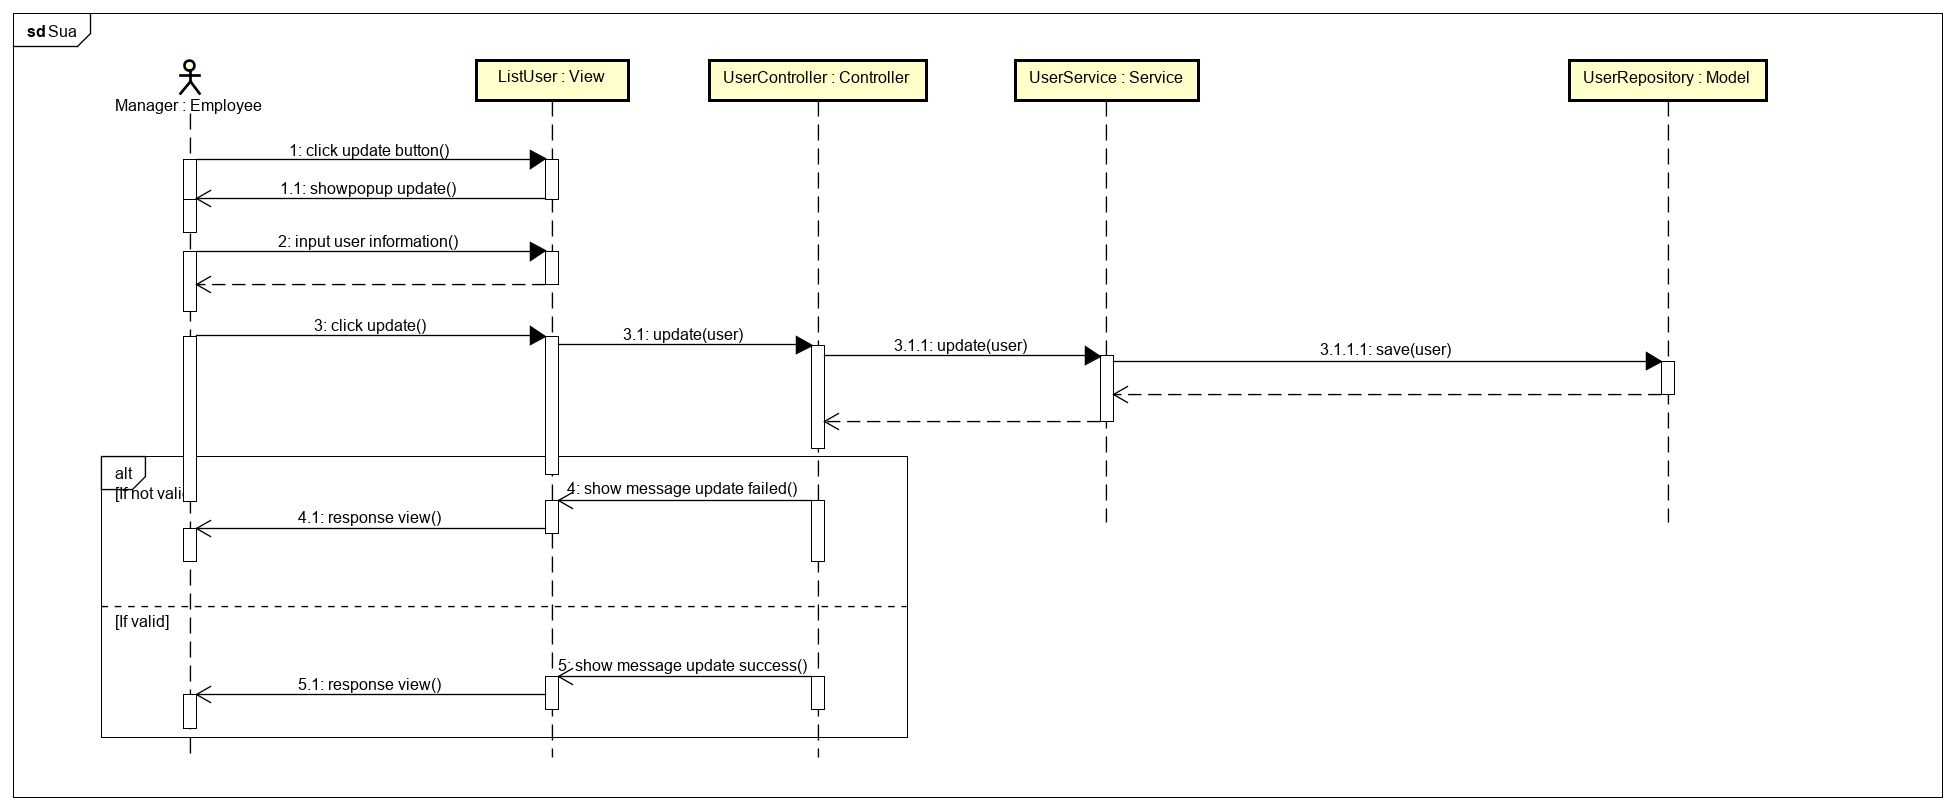 sd Sua
Manager : Employee
ListUser : View
UserController : Controller
UserService : Service
UserRepository : Model
1: click update button()
1.1: showpopup update()
2: input user information()
3: click update()
3.1: update(user)
3.1.1: update(user)
3.1.1.1: save(user)
alt
[If not valid
4: show message update failed()
4.1: response view()
[If valid]
5: show message update success()
5.1: response view()